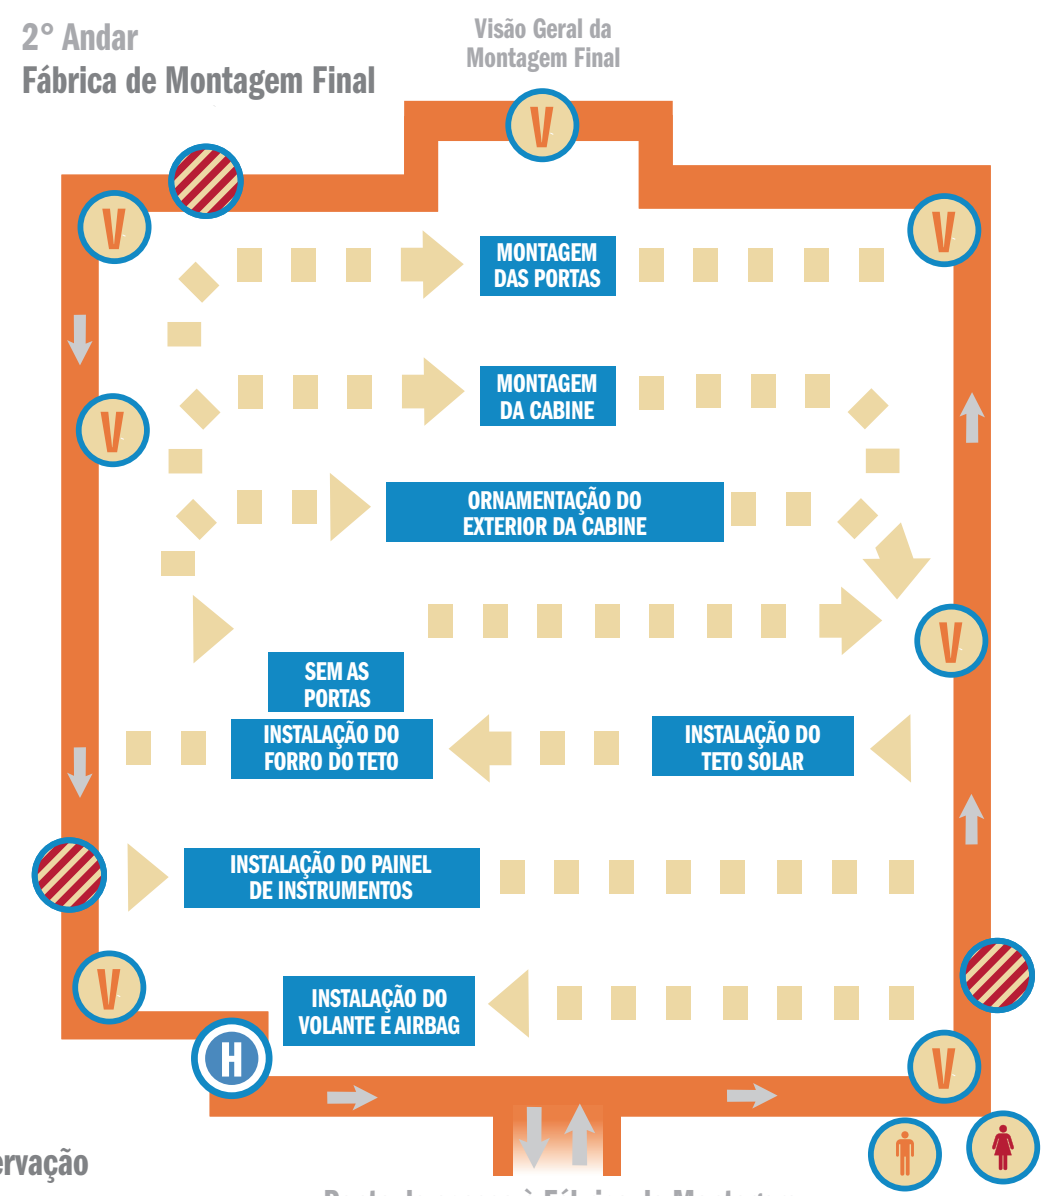 2° Andar
Fábrica de Montagem Final
Visão Geral da
Montagem Final
V
V
V
MONTAGEM
DAS PORTAS
MONTAGEM
DA CABINE
V
ORNAMENTAÇÃO DO
EXTERIOR DA CABINE
V
SEM AS
PORTAS
INSTALAÇÃO DO
FORRO DO TETO
INSTALAÇÃO DO
TETO SOLAR
INSTALAÇÃO DO PAINEL
DE INSTRUMENTOS
V
INSTALAÇÃO DO
VOLANTE E AIRBAG
H
V
ervação